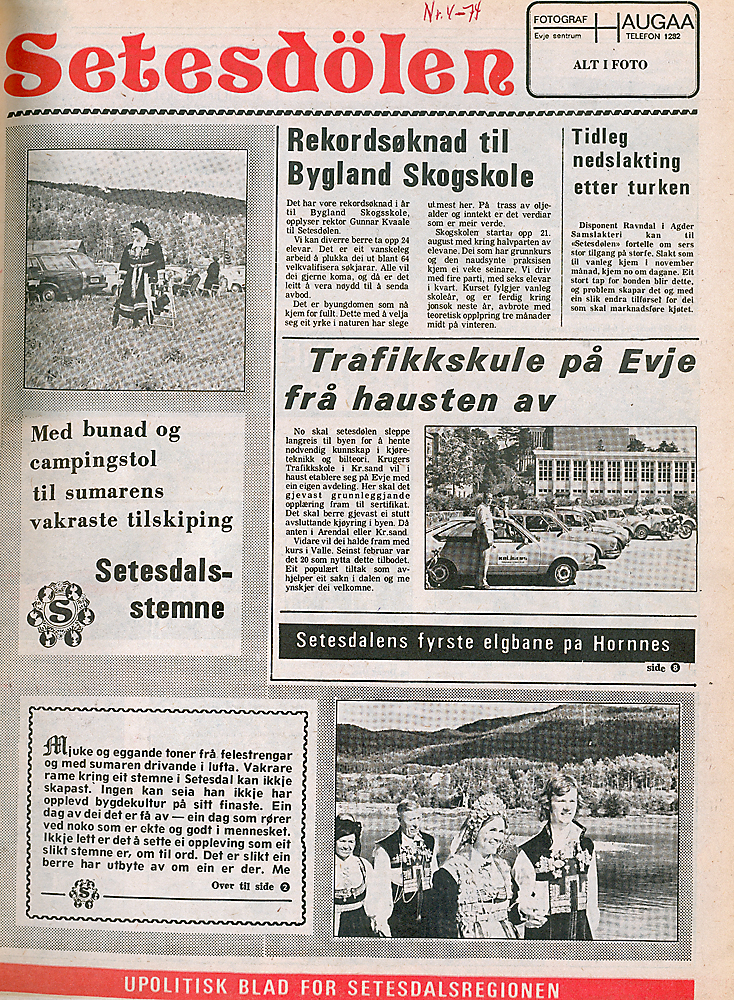 Nr. 4-74
Setesdölen
FOTOGRAF HAUGAA
Evje sentrum TELEFON 1282
ALT I FOTO
Rekordsøknad til
Bygland Skogskole
Det har vore rekordsøknad i år
til Bygland Skogsskole,
opplyser rektor Gunnar Kvaale
til Setesdølen.
Vi kan diverre berre ta opp 24
elevar. Det er eit vanskeleg
arbeid å plukka dei ut blant 64
velkvalifisera søkjarar. Alle vil
dei gjerne koma, og då er det
leitt å vera nøydd til å senda
avbod.
Det er byungdomen som nå
kjem for fullt. Dette med å velja
seg eit yrke i naturen har slege
utmest her. På trass av olje-
alder og inntekt er det verdiar
som er meir verde.
Skogskolen startar opp 21.
august med kring halvparten av
elevane. Dei som har grunnkurs
og den naudsynte praksisen
kjem ei veke seinare. Vi driv
med fire parti, med seks elevar
i kvart. Kurset fylgjer vanleg
skoleår, og er ferdig kring
jonsok neste år, avbrote med
teoretisk opplpring tre månader
midt på vinteren.
Tidleg
nedslakting
etter turken
Disponent Ravndal i Agder
Samslakteri kan til
«Setesdølen» fortelle om sers
stor tilgang på storfe. Slakt som
til vanleg kjem i november
månad, kjem no om dagane. Eit
stort tap for bonden blir dette,
og problem skapar det og med
ein slik endra tilførsel for dei
som skal marknadsføre kjøtet.
Trafikkskule på Evje
frå hausten av
No skal setesdølen sleppe
langreis til byen for å hente
nødvendig kunnskap i kjøre-
teknikk og bilteori. Krugers
Trafikkskole i Kr.sand vil i
haust etablere seg på Evje med
ein eigen avdeling. Her skal det
gjevast grunnleggjande
opplæring fram til sertifikat.
Det skal berre gjevast ei stutt
avsluttande kjøyring i byen. Då
anten i Arendal eller Kr.sand.
Vidare vil dei halde fram med
kurs i Valle. Seinst februar var
det 20 som nytta dette tilbodet.
Eit populært tiltak som av-
hjelper eit sakn i dalen og me
ynskjer dei velkomne.
Med bunad og
campingstol
til sumarens
vakraste tilskiping
Setesdals-
stemne
S
Setesdalens fyrste elgbane pa Hornnes
side 8
Mjuke og eggande toner frå felestrengar
og med sumaren drivande i lufta. Vakrare
rame kring eit stemne i Setesdal kan ikkje
skapast. Ingen kan seia han ikkje har
opplevd bygdekultur på sitt finaste. Ein
dag av dei det er få av — ein dag som rører
ved noko som er ekte og godt i mennesket.
Ikkje lett er det å sette ei oppleving som eit
slikt stemne er, om til ord. Det er slikt ein
berre har utbyte av om ein er der. Me
Over til side 2
S
UPOLITISK BLAD FOR SETESDALSREGIONEN